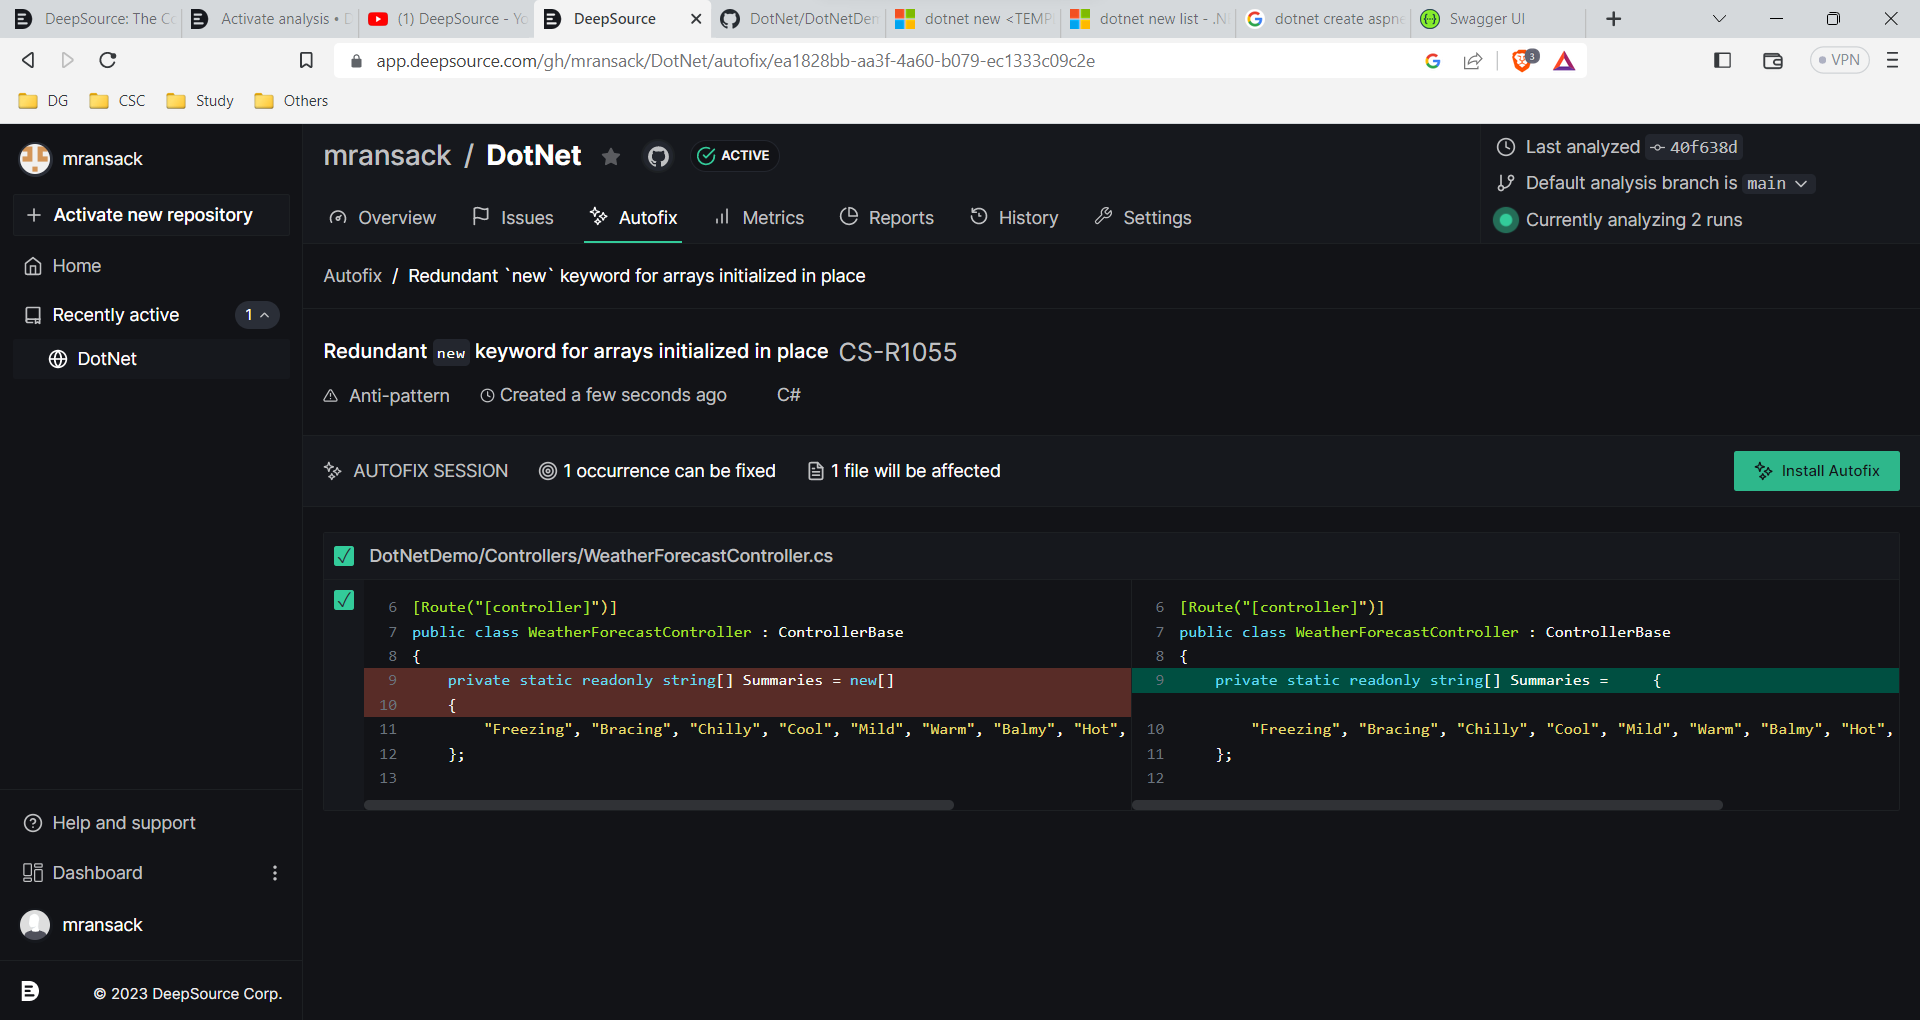 DeepSource: The Co
Activate analysis • D
(1) DeepSource - Yo
DeepSource
DotNet/DotNetDem
dotnet new <TEMP
dotnet new list - .N
dotnet create aspne
Swagger UI
app.deepsource.com/gh/mransack/DotNet/autofix/ea1828bb-aa3f-4a60-b079-ec1333c09c2e
3
VPN
DG
CSC
Study
Others
mransack
Activate new repository
Home
Recently active
1
DotNet
Help and support
Dashboard
mransack
© 2023 DeepSource Corp.
mransack / DotNet
ACTIVE
Overview
Issues
Autofix
Metrics
Reports
History
Settings
Last analyzed 40f638d
Default analysis branch is main
Currently analyzing 2 runs
Autofix / Redundant `new` keyword for arrays initialized in place
Redundant new keyword for arrays initialized in place CS-R1055
Anti-pattern
Created a few seconds ago
C#
AUTOFIX SESSION
1 occurrence can be fixed
1 file will be affected
Install Autofix
DotNetDemo/Controllers/WeatherForecastController.cs
6 [Route("[controller]")]
7 public class WeatherForecastController : ControllerBase
8 {
9 private static readonly string[] Summaries = new[]
10 {
11 "Freezing", "Bracing", "Chilly", "Cool", "Mild", "Warm", "Balmy", "Hot",
12 };
13
6 [Route("[controller]")]
7 public class WeatherForecastController : ControllerBase
8 {
9 private static readonly string[] Summaries = {
10 "Freezing", "Bracing", "Chilly", "Cool", "Mild", "Warm", "Balmy", "Hot",
11 };
12